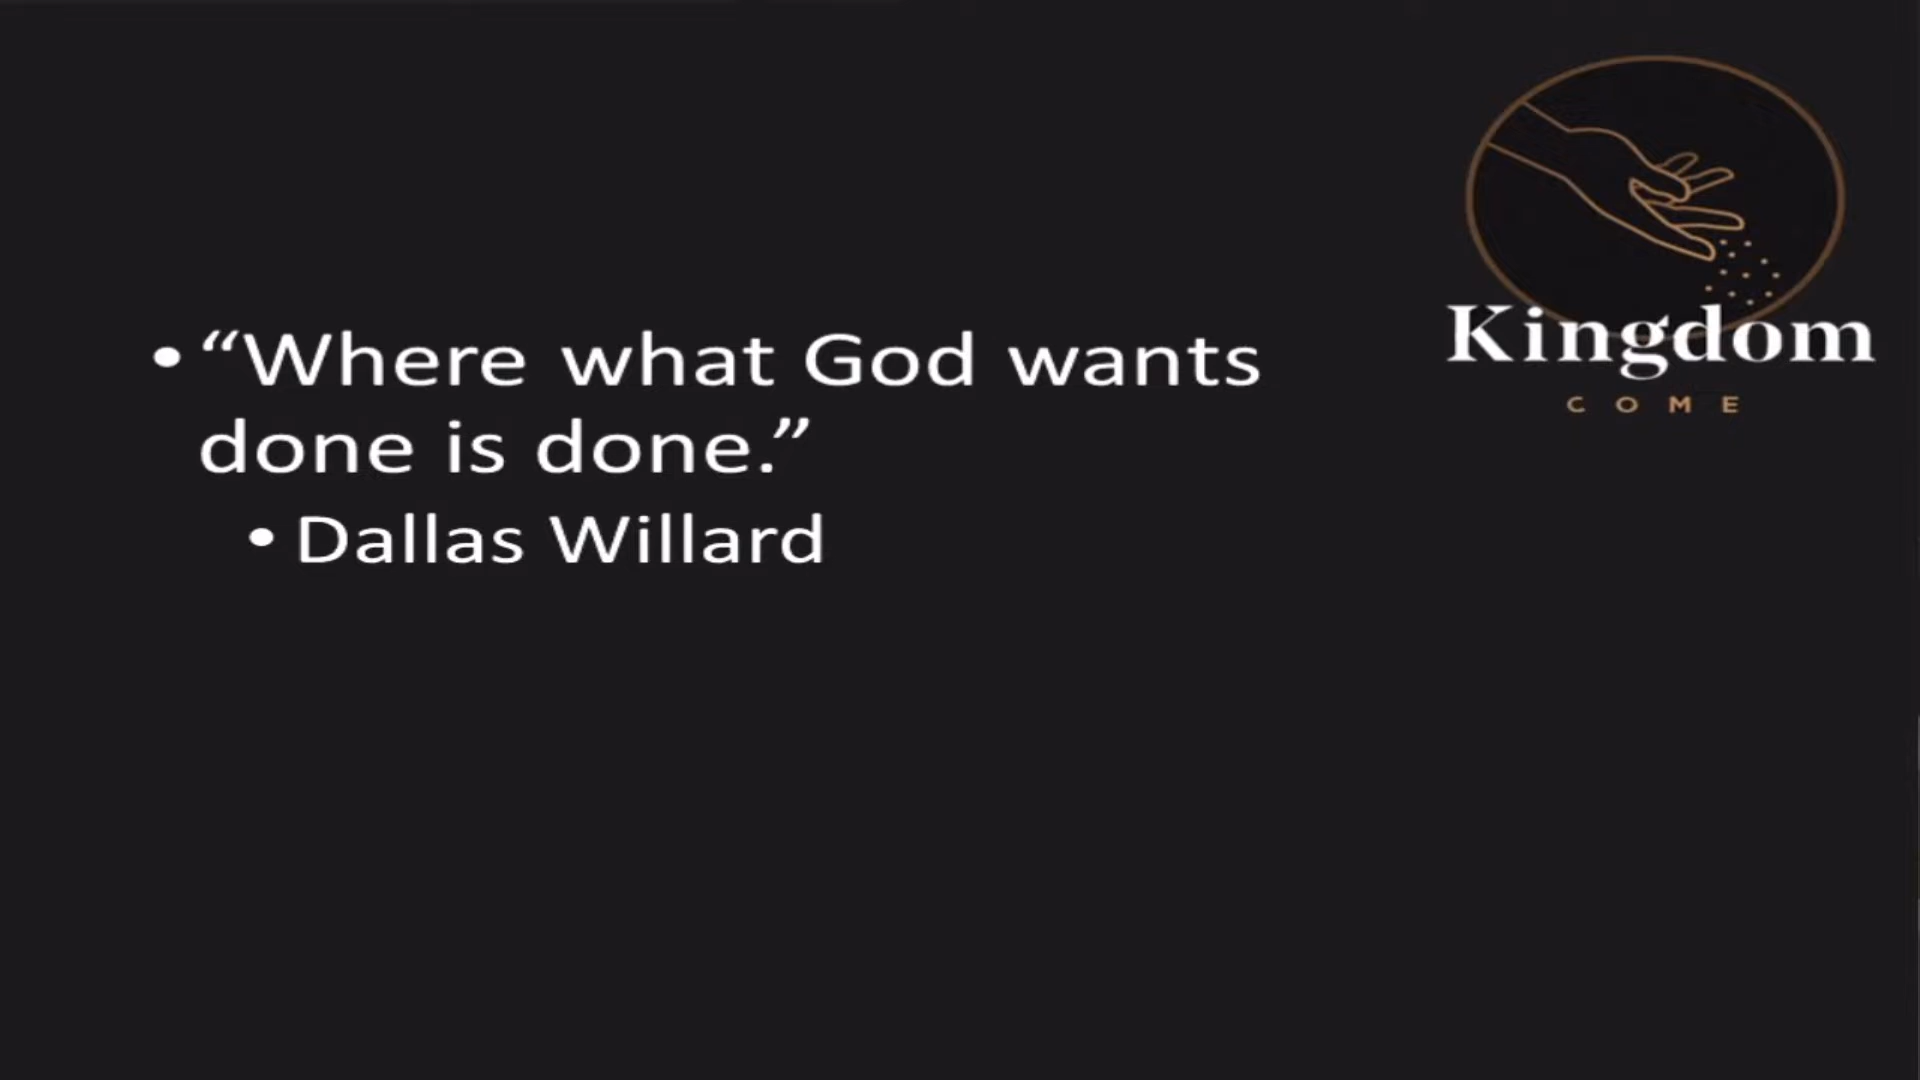 • “Where what God wants
done is done.”
• Dallas Willard
Kingdom
COME